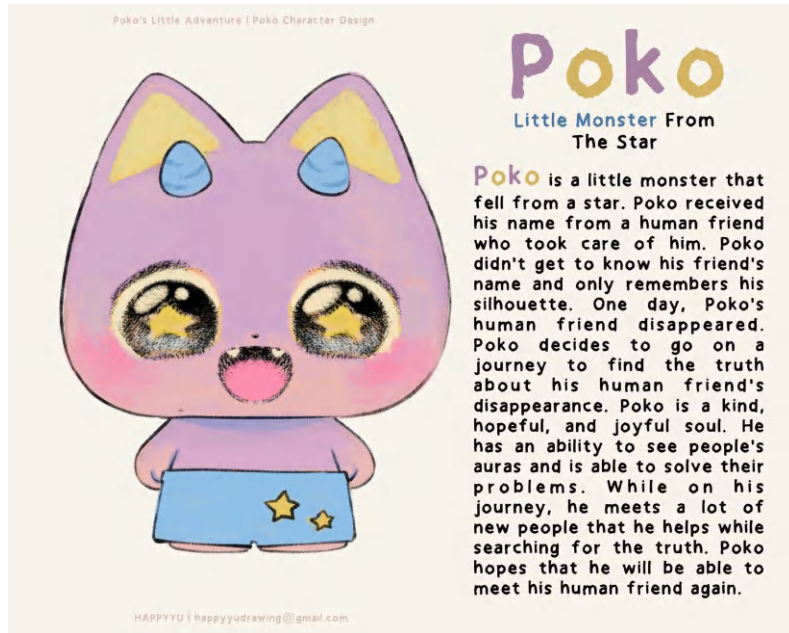 Poko's Little Adventure | Poko Character Design
Poko
Little Monster From
The Star
Poko is a little monster that
fell from a star. Poko received
his name from a human friend
who took care of him. Poko
didn't get to know his friend's
name and only remembers his
silhouette. One day, Poko's
human friend disappeared.
Poko decides to go on a
journey to find the truth
about his human friend's
disappearance. Poko is a kind,
hopeful, and joyful soul. He
has an ability to see people's
auras and is able to solve their
problems. While on his
journey, he meets a lot of
new people that he helps while
searching for the truth. Poko
hopes that he will be able to
meet his human friend again.
HAPPYYU | happyyudrawing@gmail.com